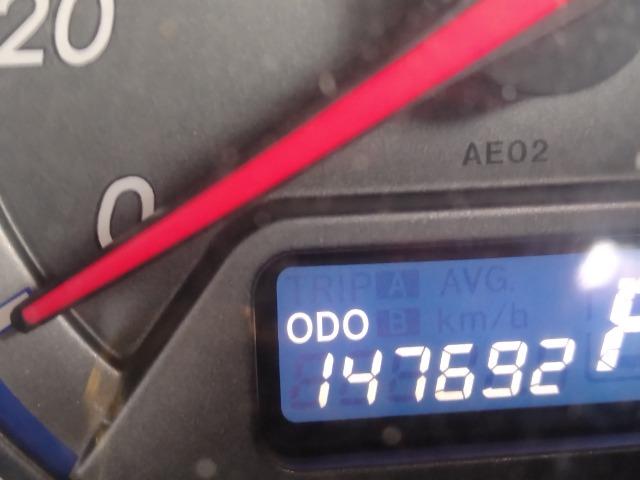 20
0
AE02
TRIP A AVG.
ODO B km/h
147692 P